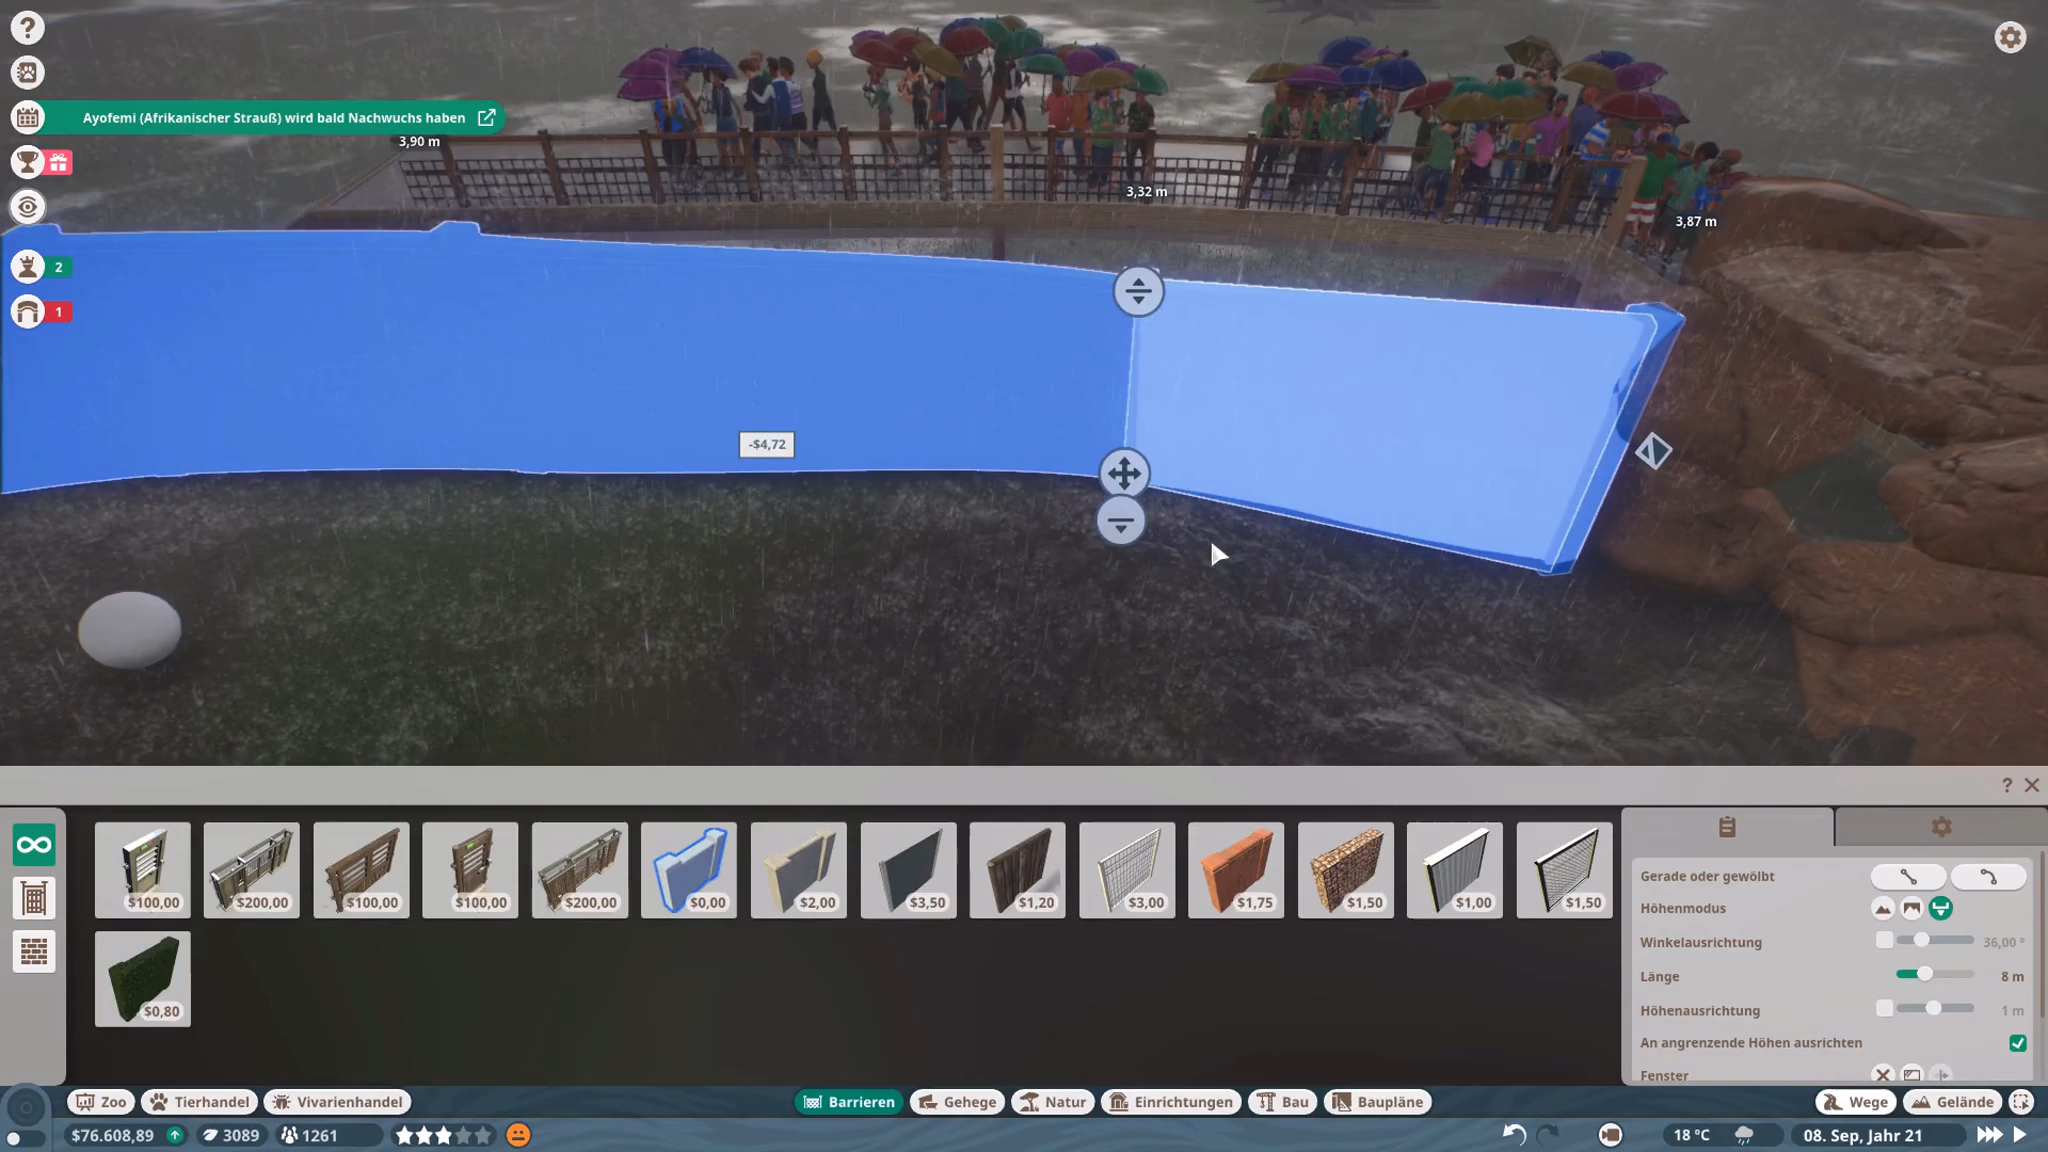 ?
Ayofemi (Afrikanischer Strauß) wird bald Nachwuchs haben
3,90 m
3,32 m
3,87 m
2
1
-$4,72
?
$100,00
$200,00
$100,00
$100,00
$200,00
$0,00
$2,00
$3,50
$1,20
$3,00
$1,75
$1,50
$1,00
$1,50
$0,80
Gerade oder gewölbt
Höhenmodus
Winkelausrichtung 36,00 °
Länge 8 m
Höhenausrichtung 1 m
An angrenzende Höhen ausrichten
Fenster
Zoo
Tierhandel
Vivarienhandel
Barrieren
Gehege
Natur
Einrichtungen
Bau
Baupläne
Wege
Gelände
$76.608,89
3089
1261
18 °C
08. Sep, Jahr 21